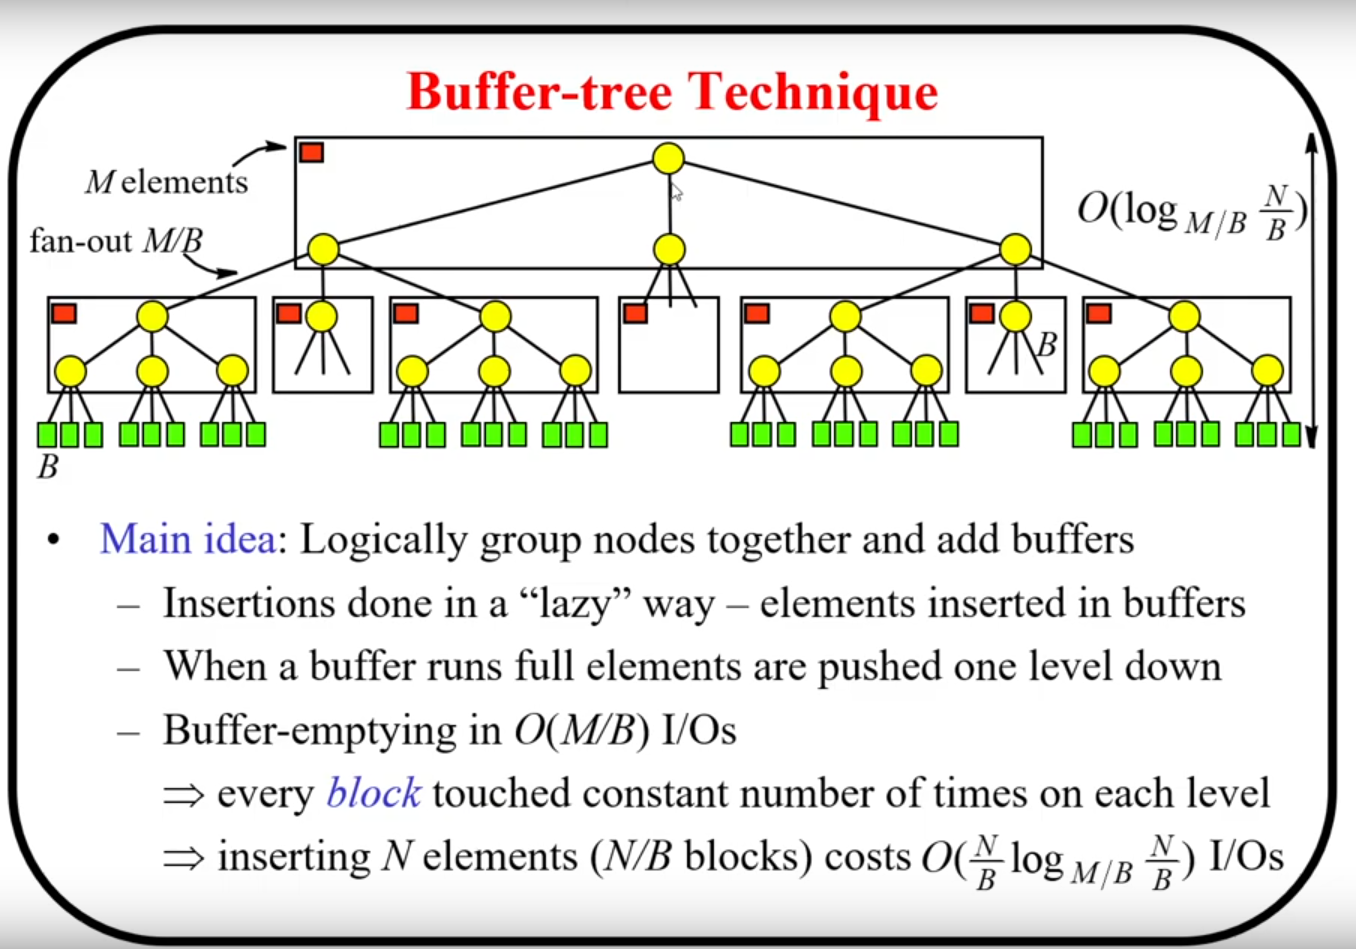 Buffer-tree Technique
M elements
fan-out M/B
O(log_{M/B} \frac{N}{B})
B
B
• Main idea: Logically group nodes together and add buffers
– Insertions done in a “lazy” way – elements inserted in buffers
– When a buffer runs full elements are pushed one level down
– Buffer-emptying in O(M/B) I/Os
⇒ every block touched constant number of times on each level
⇒ inserting N elements (N/B blocks) costs O(\frac{N}{B} log_{M/B} \frac{N}{B}) I/Os